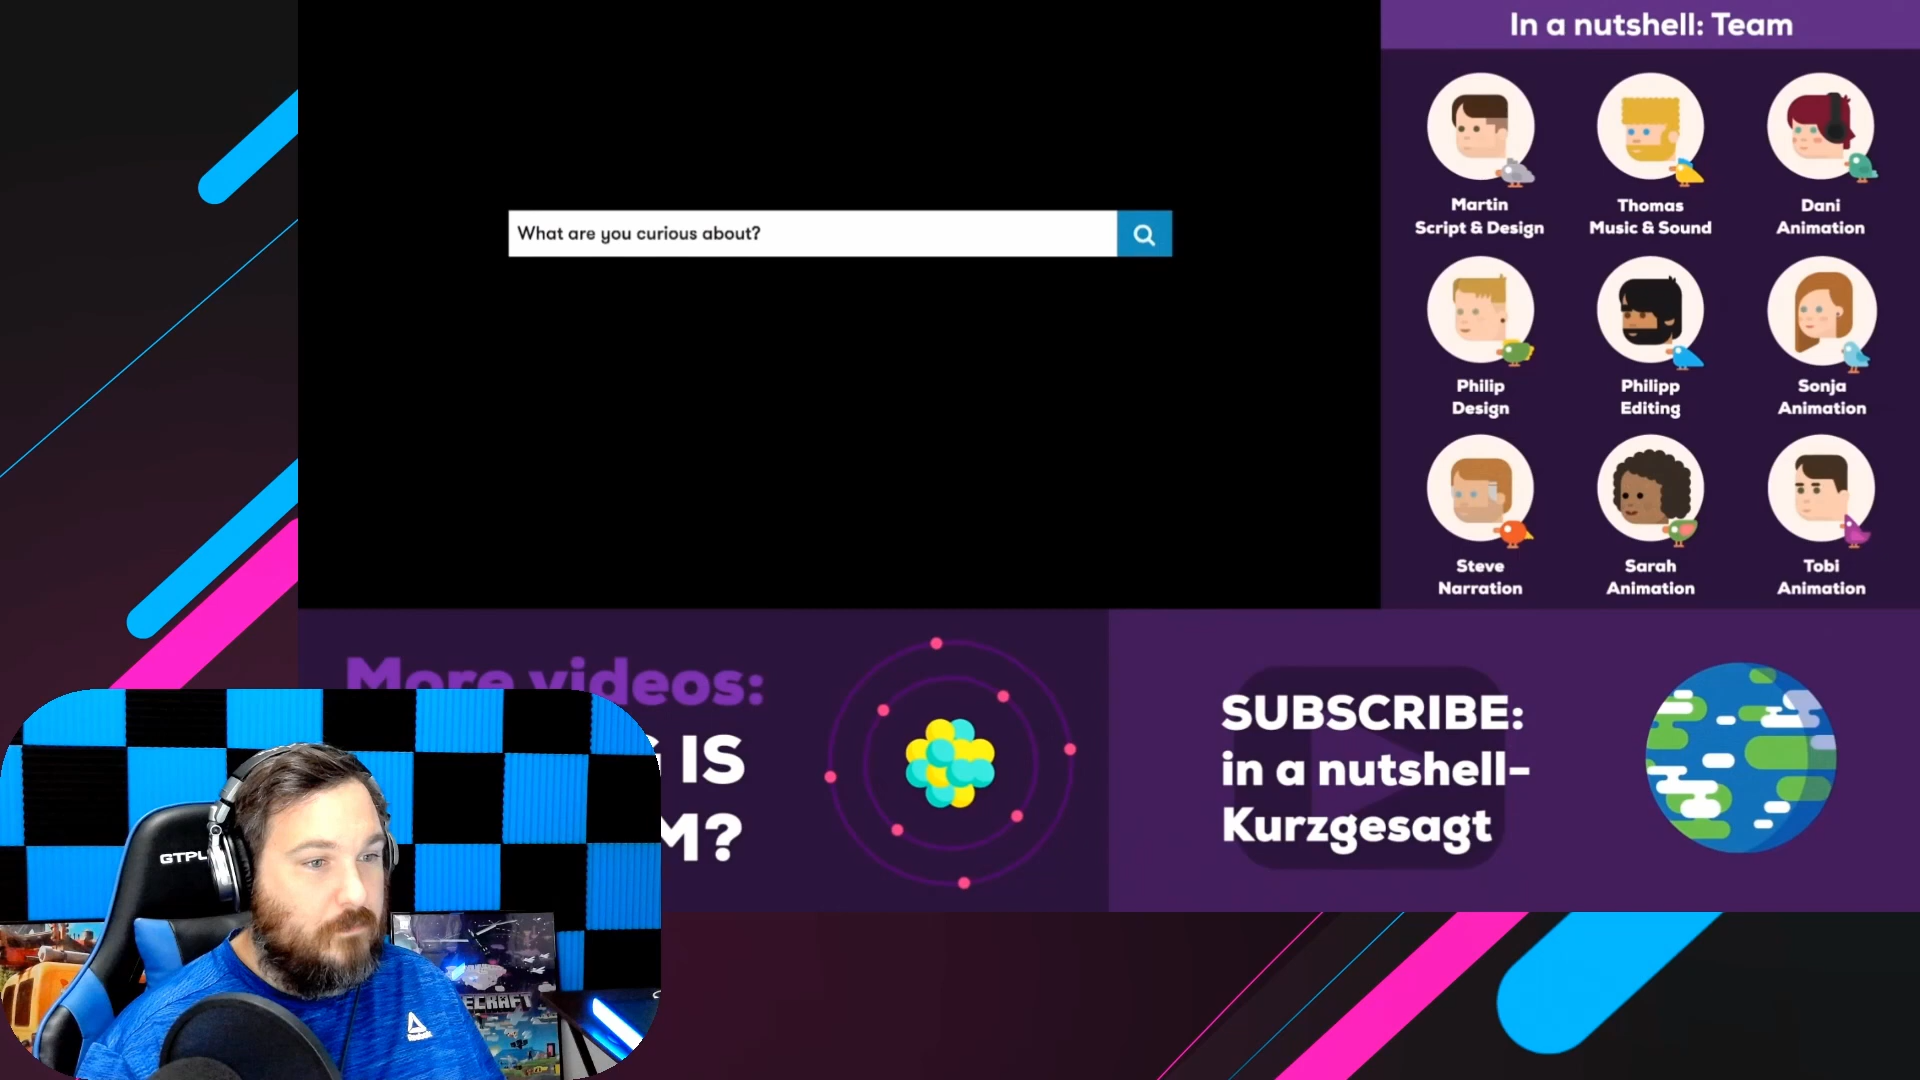 In a nutshell: Team
What are you curious about?
Martin
Script & Design
Thomas
Music & Sound
Dani
Animation
Philip
Design
Philipp
Editing
Sonja
Animation
Steve
Narration
Sarah
Animation
Tobi
Animation
More videos:
IS
M?
SUBSCRIBE:
in a nutshell-
Kurzgesagt
GTPL
ECRAFT